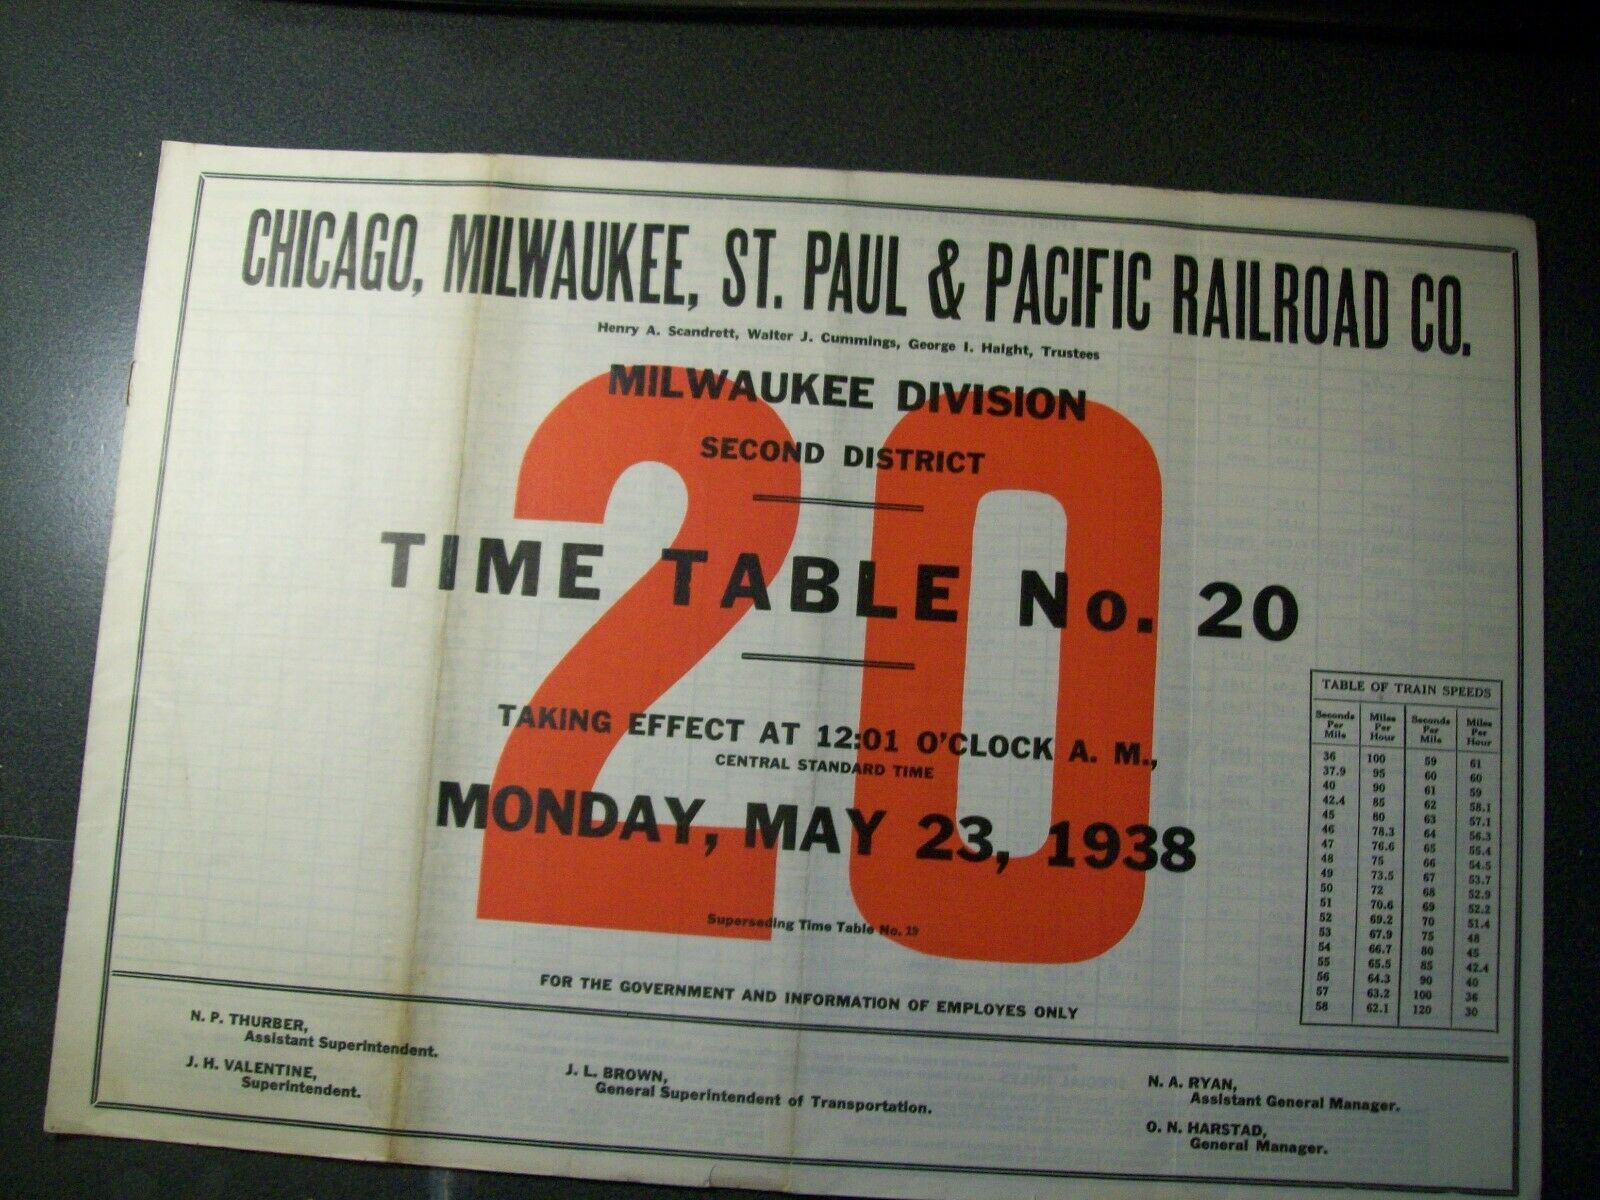 CHICAGO, MILWAUKEE, ST. PAUL & PACIFIC RAILROAD CO.
Henry A. Scandrett, Walter J. Cummings, George I. Haight, Trustees
20
MILWAUKEE DIVISION
SECOND DISTRICT
TIME TABLE No. 20
TAKING EFFECT AT 12:01 O'CLOCK A. M.,
CENTRAL STANDARD TIME
MONDAY, MAY 23, 1938
Superseding Time Table No. 19
FOR THE GOVERNMENT AND INFORMATION OF EMPLOYES ONLY
TABLE OF TRAIN SPEEDS
Seconds Per Mile Miles Per Hour Seconds Per Mile Miles Per Hour
36 100 59 61
37.9 95 60 60
40 90 61 59
42.4 85 62 58.1
45 80 63 57.1
46 78.3 64 56.3
47 76.6 65 55.4
48 75 66 54.5
49 73.5 67 53.7
50 72 68 52.9
51 70.6 69 52.2
52 69.2 70 51.4
53 67.9 75 48
54 66.7 80 45
55 65.5 85 42.4
56 64.3 90 40
57 63.2 100 36
58 62.1 120 30
N. P. THURBER,
Assistant Superintendent.
J. H. VALENTINE,
Superintendent.
J. L. BROWN,
General Superintendent of Transportation.
N. A. RYAN,
Assistant General Manager.
O. N. HARSTAD,
General Manager.